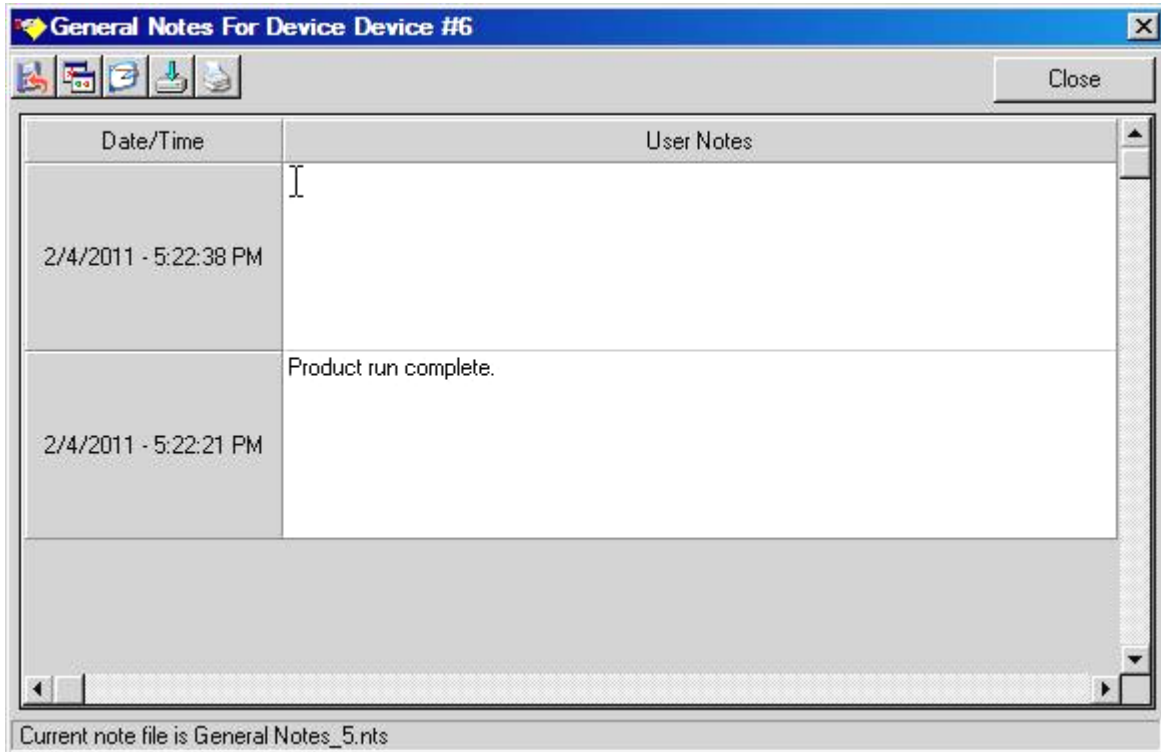 General Notes For Device Device #6
Close
Date/Time User Notes
2/4/2011 - 5:22:38 PM
Product run complete.
2/4/2011 - 5:22:21 PM
Current note file is General Notes_5.nts